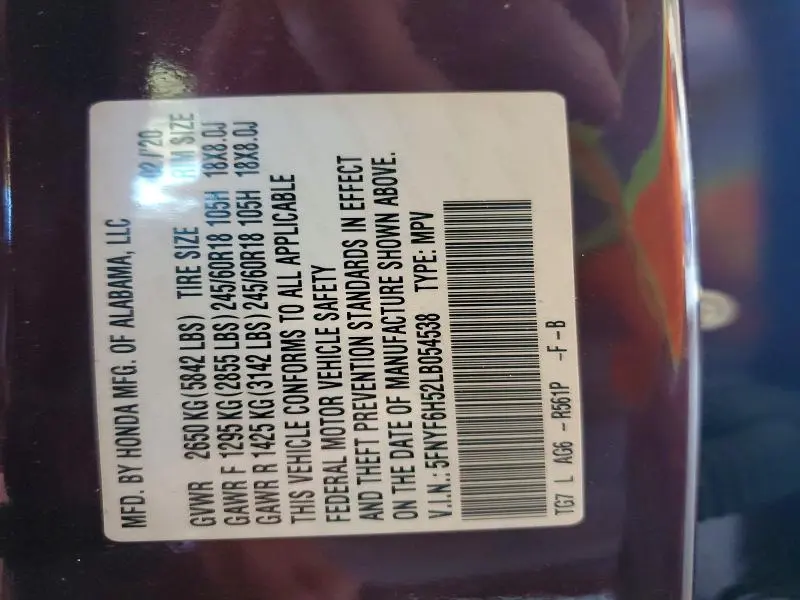 MFD. BY HONDA MFG. OF ALABAMA, LLC 02/'20
GVWR 2650 KG (5842 LBS) TIRE SIZE RIM SIZE
GAWR F 1295 KG (2855 LBS) 245/60R18 105H 18X8.0J
GAWR R 1425 KG (3142 LBS) 245/60R18 105H 18X8.0J
THIS VEHICLE CONFORMS TO ALL APPLICABLE
FEDERAL MOTOR VEHICLE SAFETY
AND THEFT PREVENTION STANDARDS IN EFFECT
ON THE DATE OF MANUFACTURE SHOWN ABOVE.
V.I.N.: 5FNYF6H52LB054538 TYPE: MPV
TG7 L AG6 -R561P -F-B